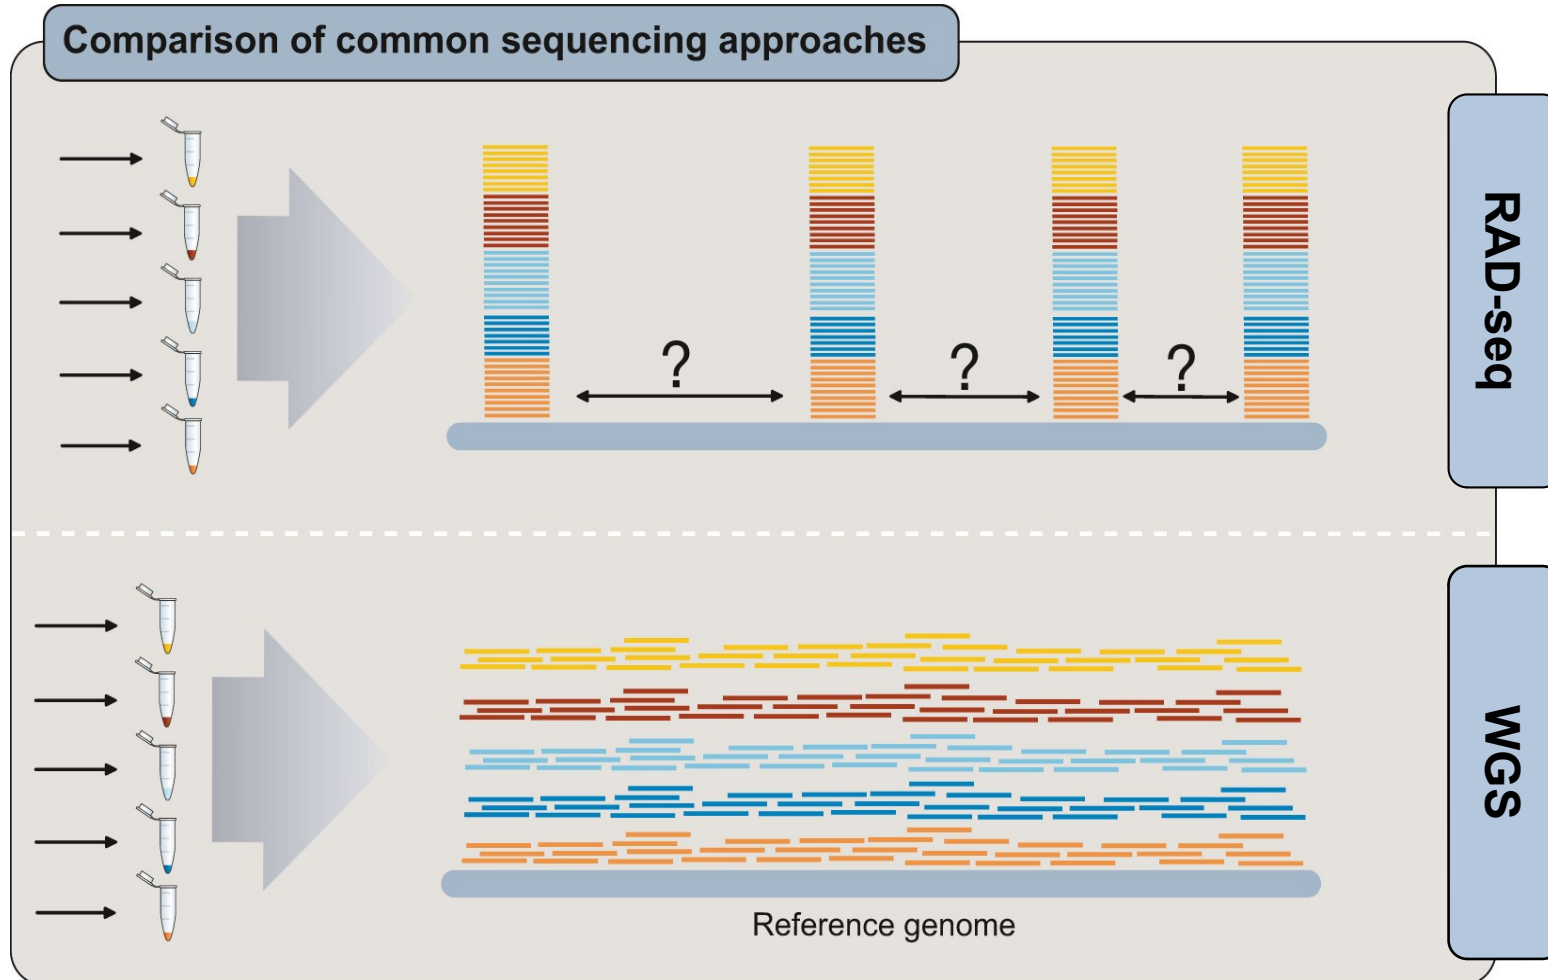 Comparison of common sequencing approaches
RAD-seq
?
?
?
WGS
Reference genome